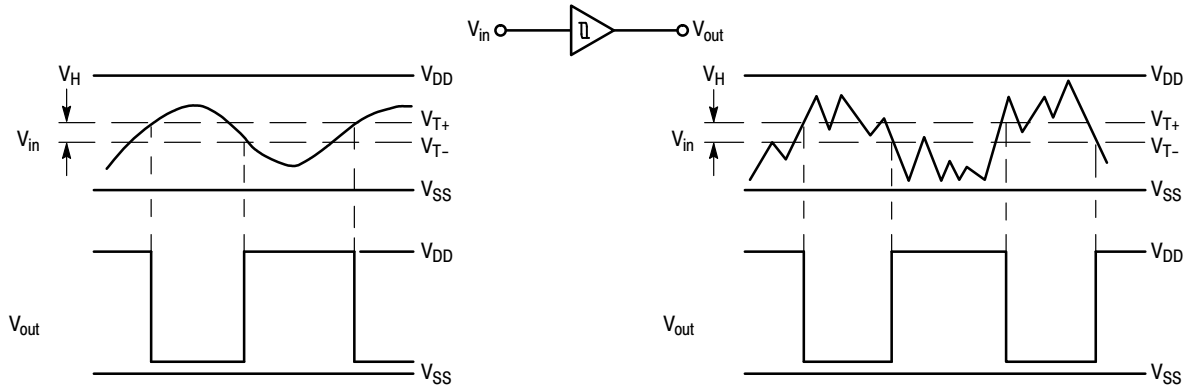 Vin Vout
VH VDD
VT+
Vin VT-
VSS
VDD
Vout
VSS
VH VDD
VT+
Vin VT-
VSS
VDD
Vout
VSS